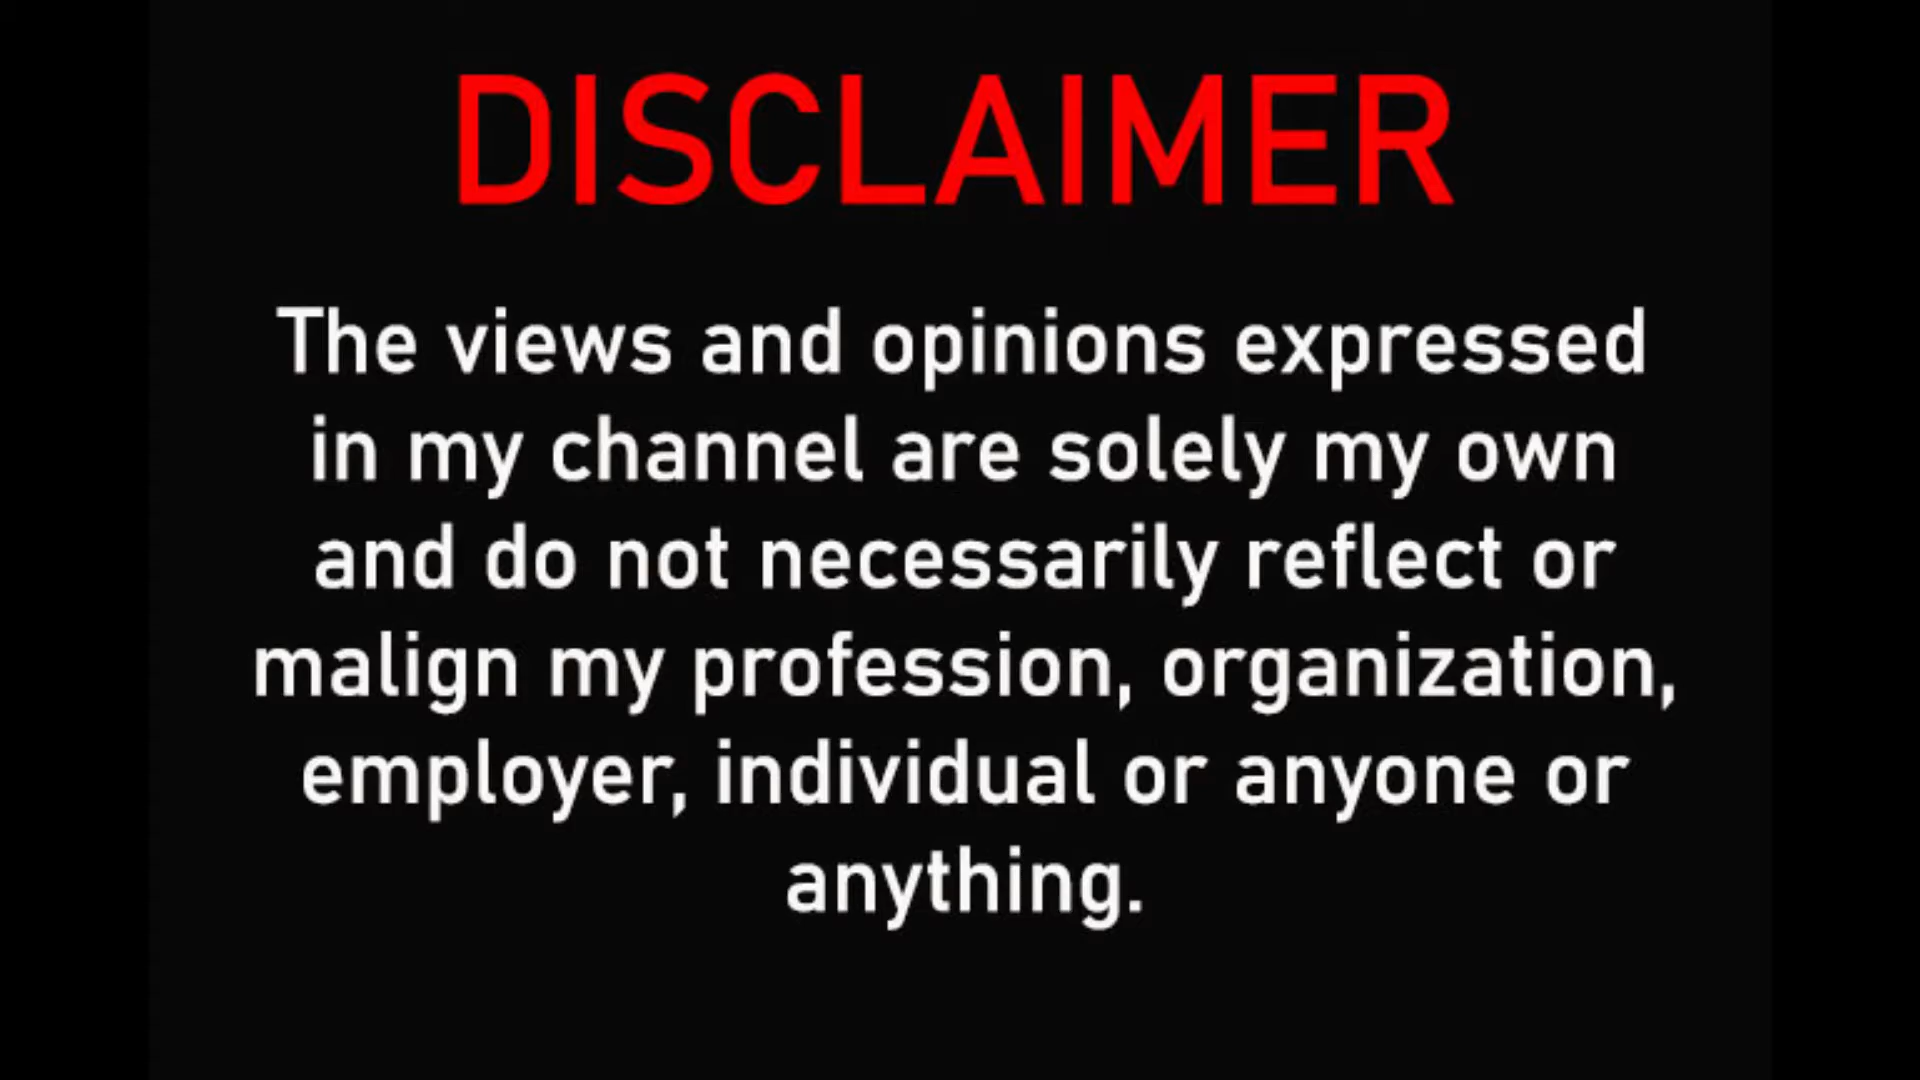 DISCLAIMER
The views and opinions expressed
in my channel are solely my own
and do not necessarily reflect or
malign my profession, organization,
employer, individual or anyone or
anything.